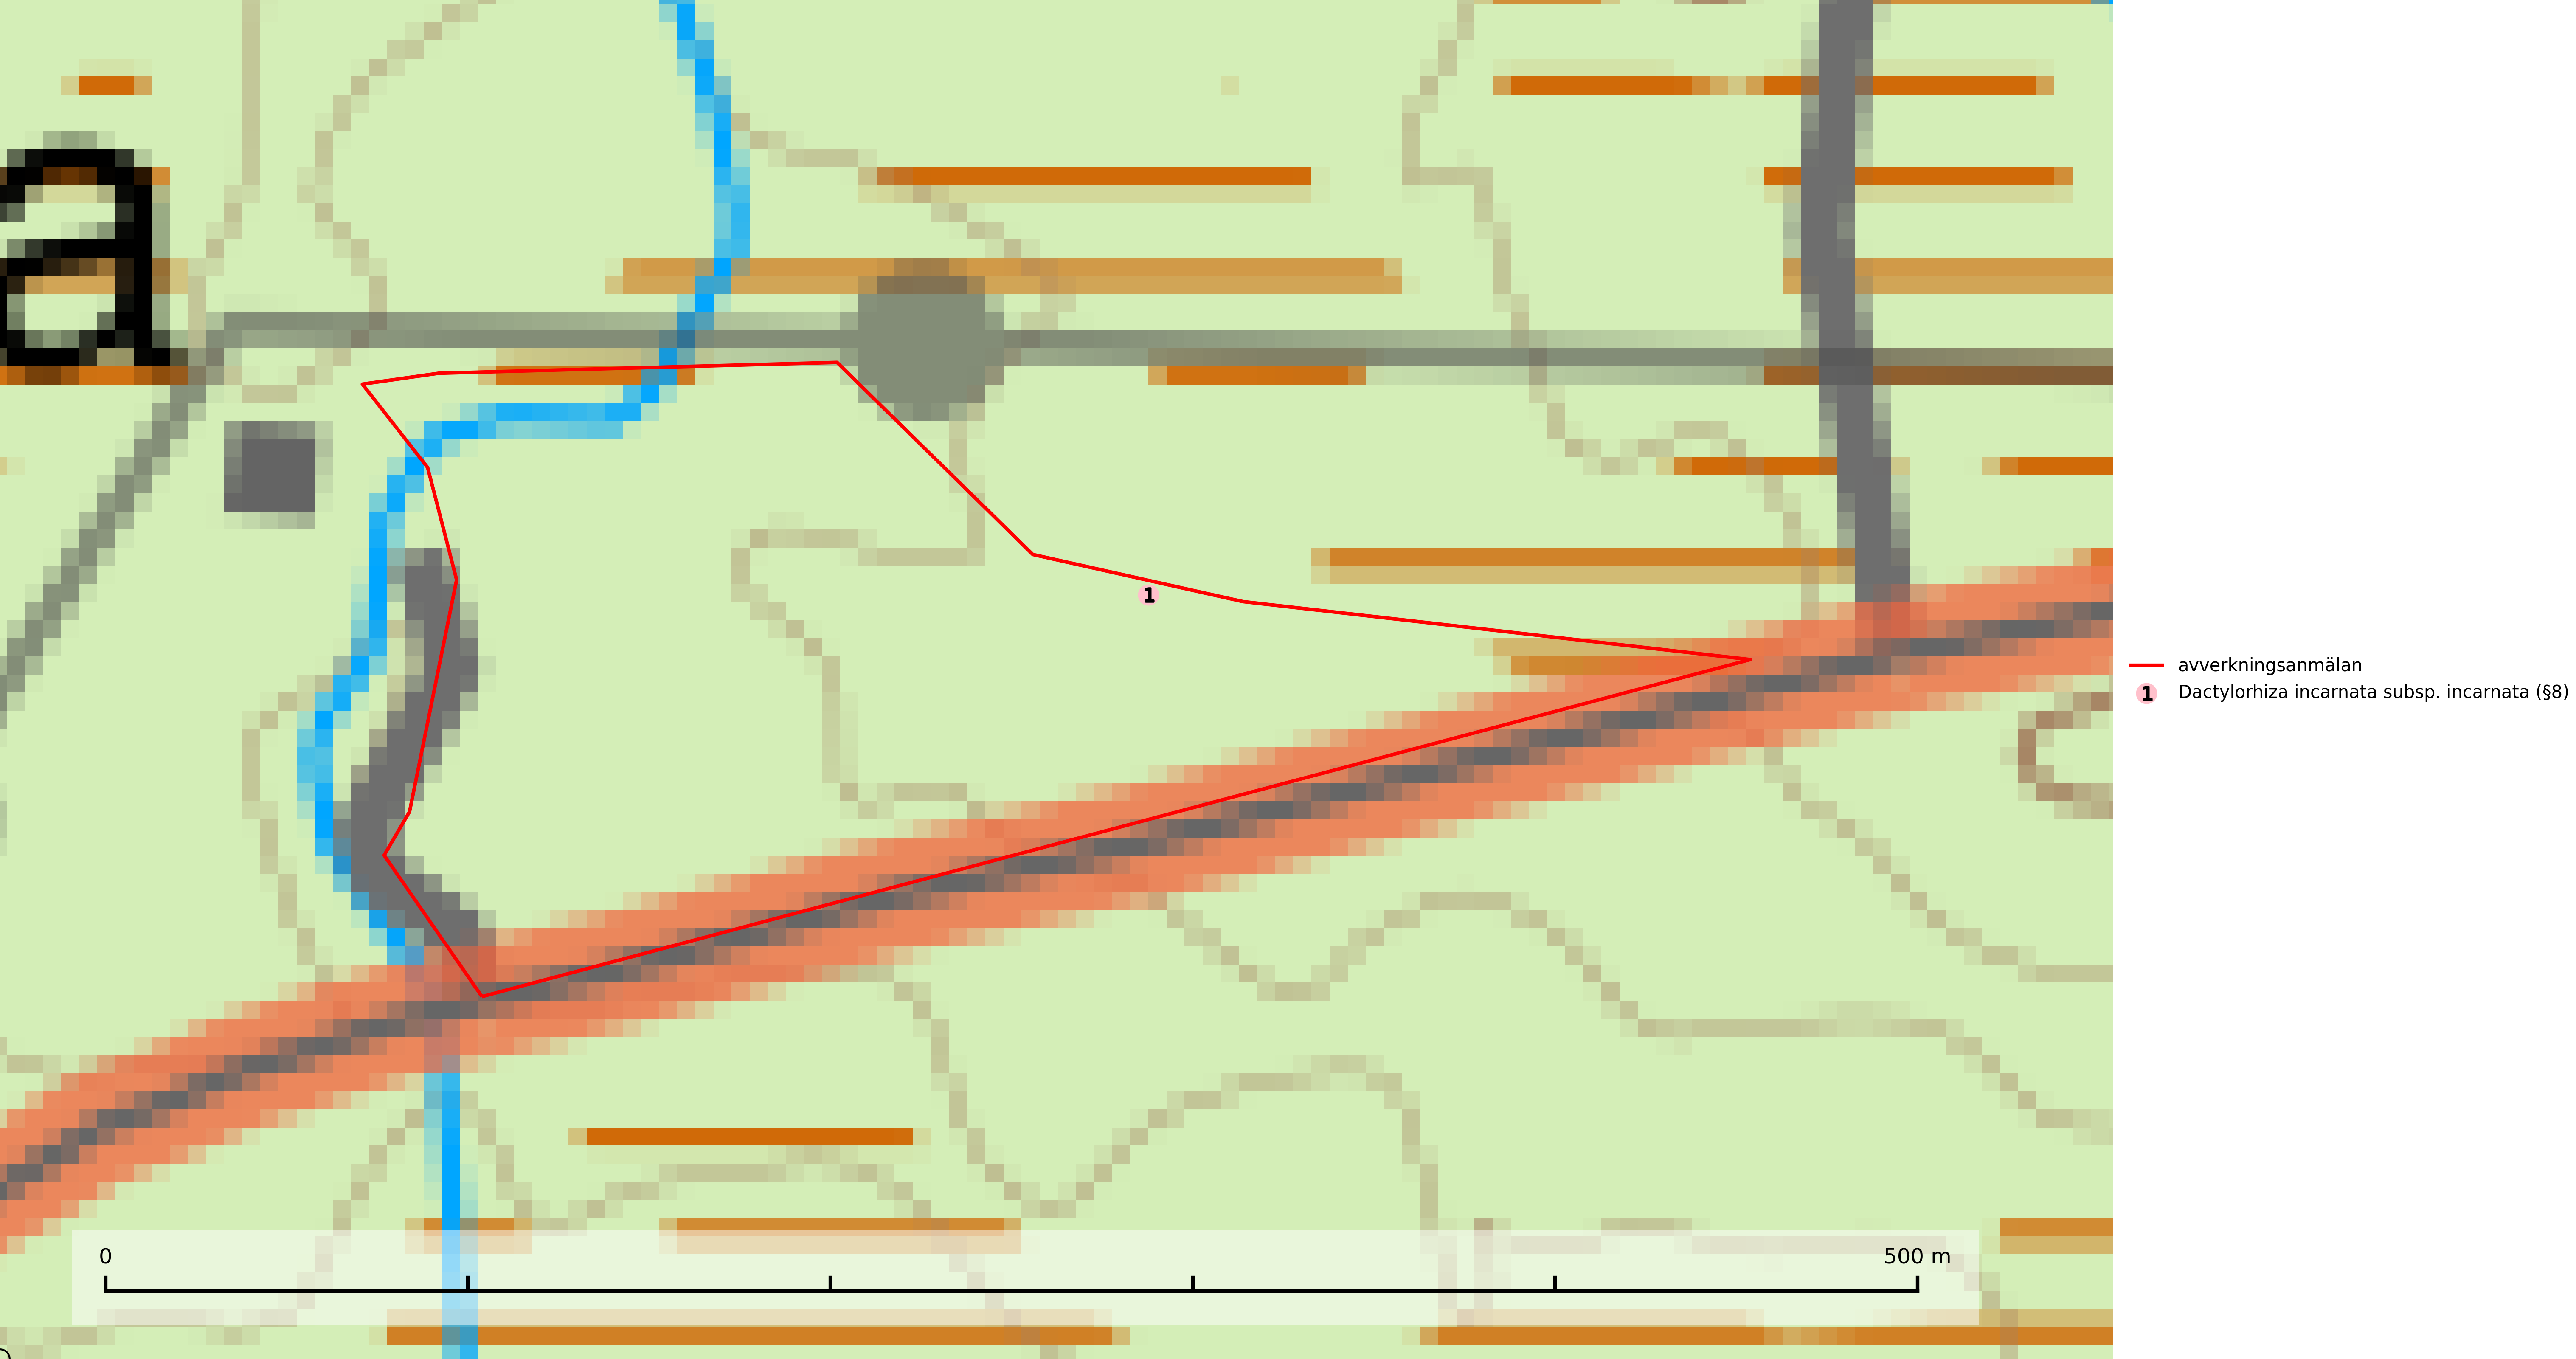 a
1
avverkningsanmälan
1 Dactylorhiza incarnata subsp. incarnata (§8)
0 500 m